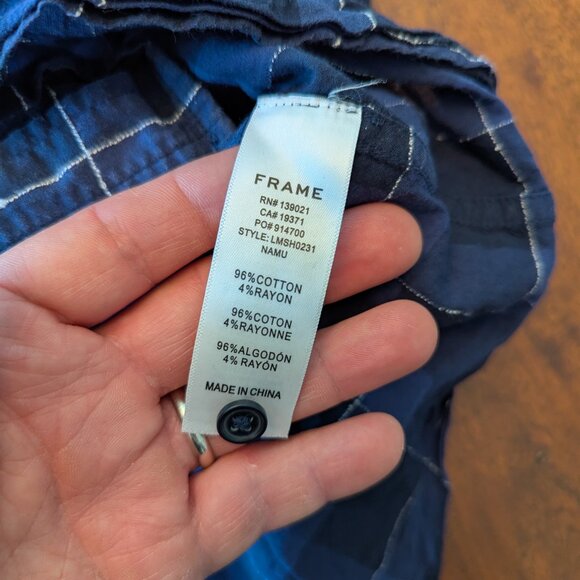 FRAME
RN# 139021
CA# 19371
PO# 914700
STYLE: LMSH0231
NAMU
96%COTTON
4%RAYON
96%COTON
4%RAYONNE
96%ALGODÓN
4% RAYÓN
MADE IN CHINA